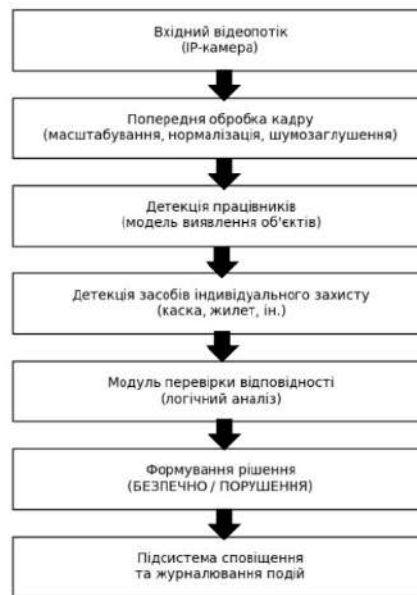 Вхідний відеопотік
(IP-камера)
Попередня обробка кадру
(масштабування, нормалізація, шумозаглушення)
Детекція працівників
(модель виявлення об'єктів)
Детекція засобів індивідуального захисту
(каска, жилет, ін.)
Модуль перевірки відповідності
(логічний аналіз)
Формування рішення
(БЕЗПЕЧНО / ПОРУШЕННЯ)
Підсистема сповіщення
та журналювання подій